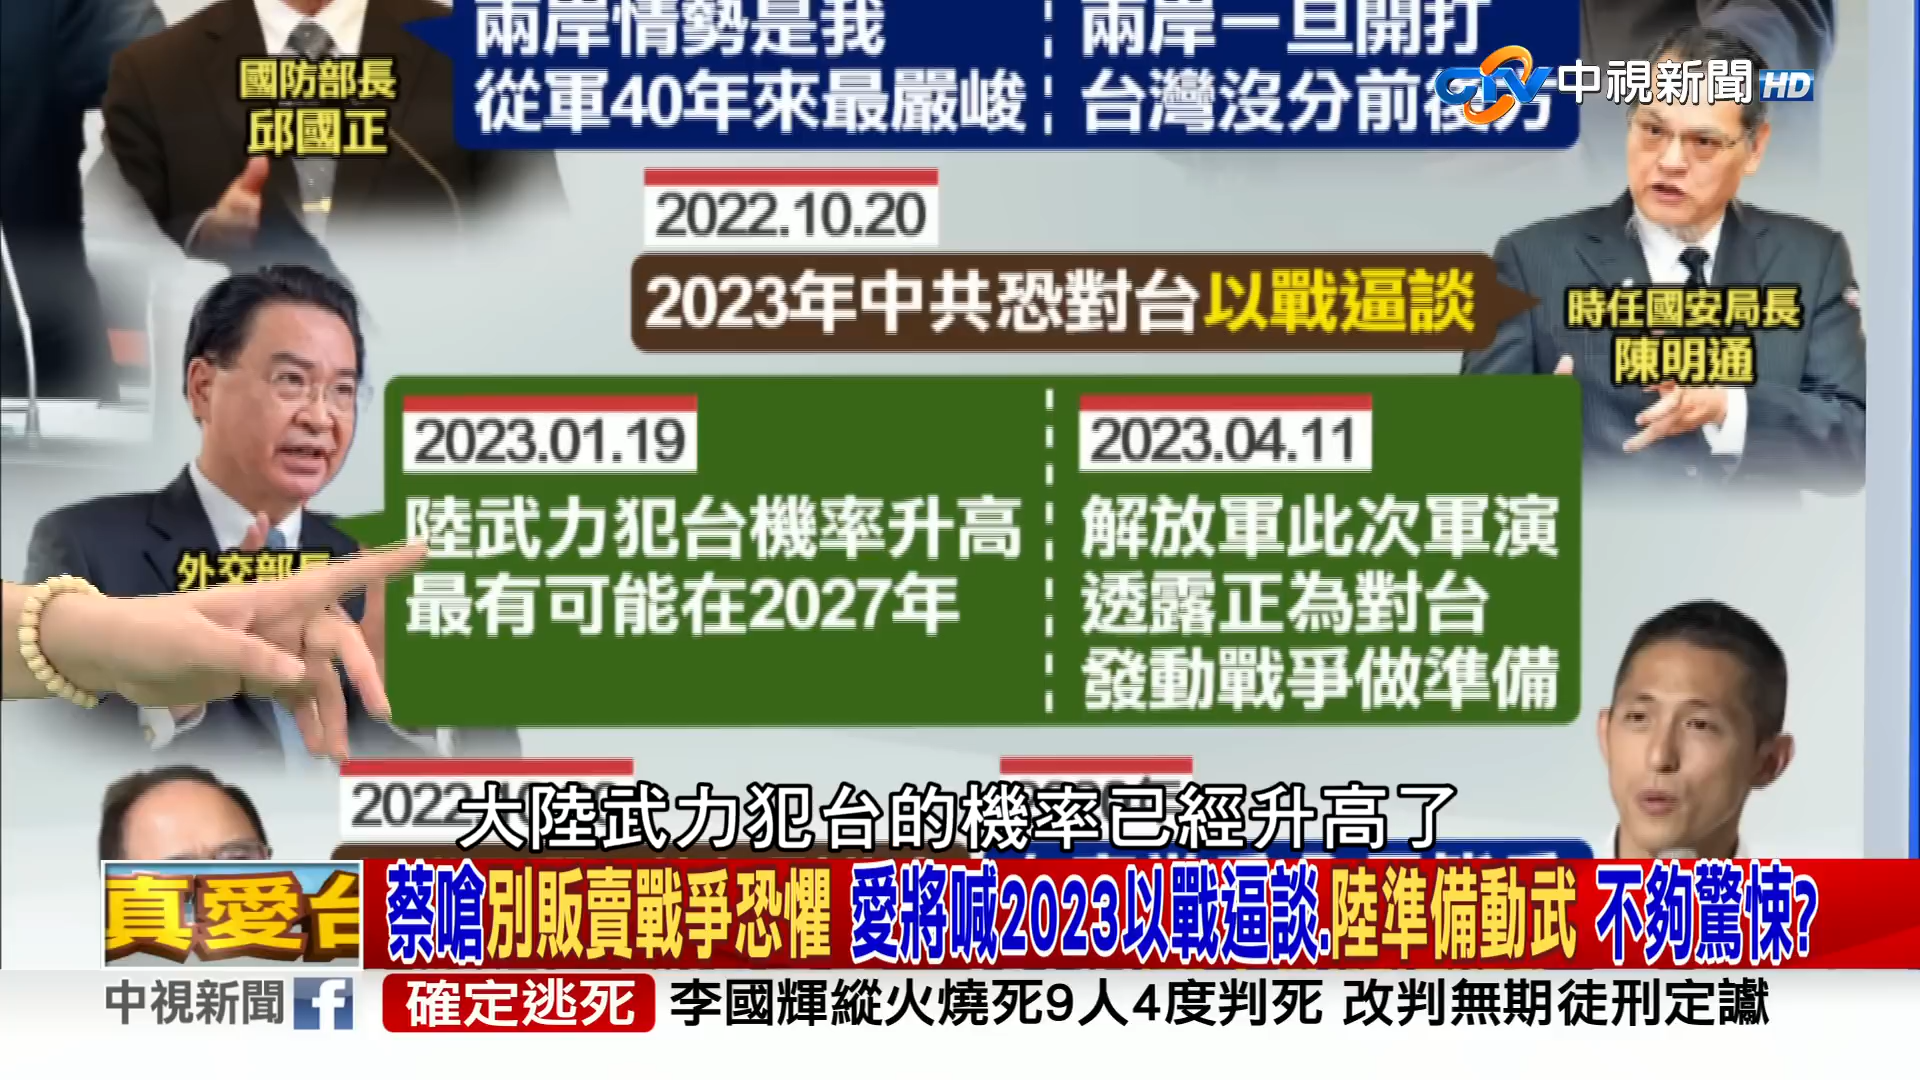 兩岸情勢是我
從軍40年來最嚴峻
兩岸一旦開打
台灣沒分前後方
CTV中視新聞HD
國防部長
邱國正
2022.10.20
2023年中共恐對台以戰逼談
時任國安局長
陳明通
2023.01.19
陸武力犯台機率升高
最有可能在2027年
2023.04.11
解放軍此次軍演
透露正為對台
發動戰爭做準備
外交部長
大陸武力犯台的機率已經升高了
真愛台
蔡嗆別販賣戰爭恐懼 愛將喊2023以戰逼談.陸準備動武 不夠驚悚?
中視新聞 f
確定逃死 李國輝縱火燒死9人4度判死 改判無期徒刑定讞